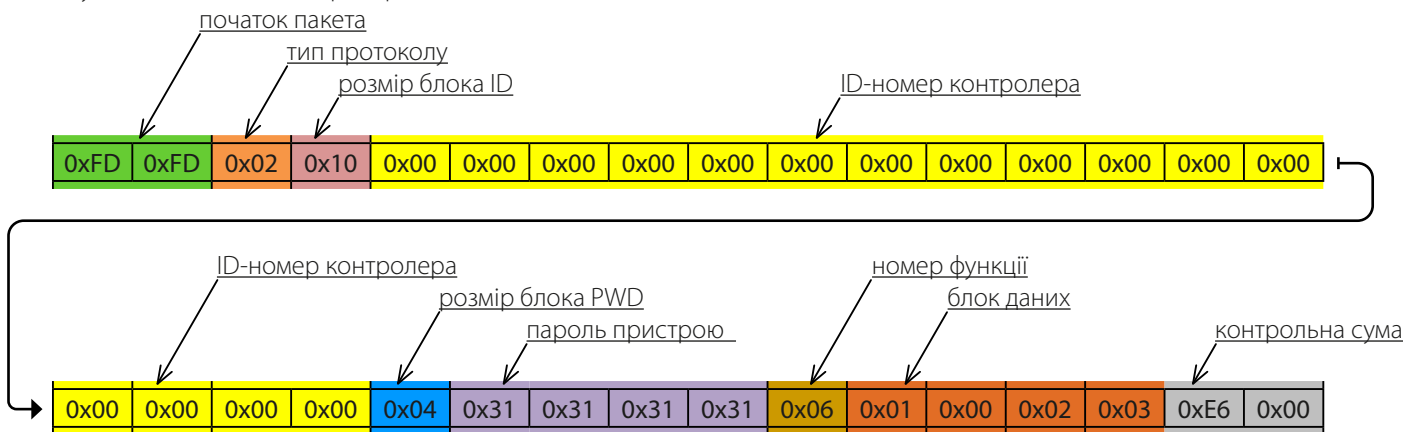 початок пакета
тип протоколу
розмір блока ID
ID-номер контролера
0xFD 0xFD 0x02 0x10 0x00 0x00 0x00 0x00 0x00 0x00 0x00 0x00 0x00 0x00 0x00 0x00
ID-номер контролера
номер функції
розмір блока PWD
блок даних
пароль пристрою
контрольна сума
0x00 0x00 0x00 0x00 0x04 0x31 0x31 0x31 0x31 0x06 0x01 0x00 0x02 0x03 0xE6 0x00